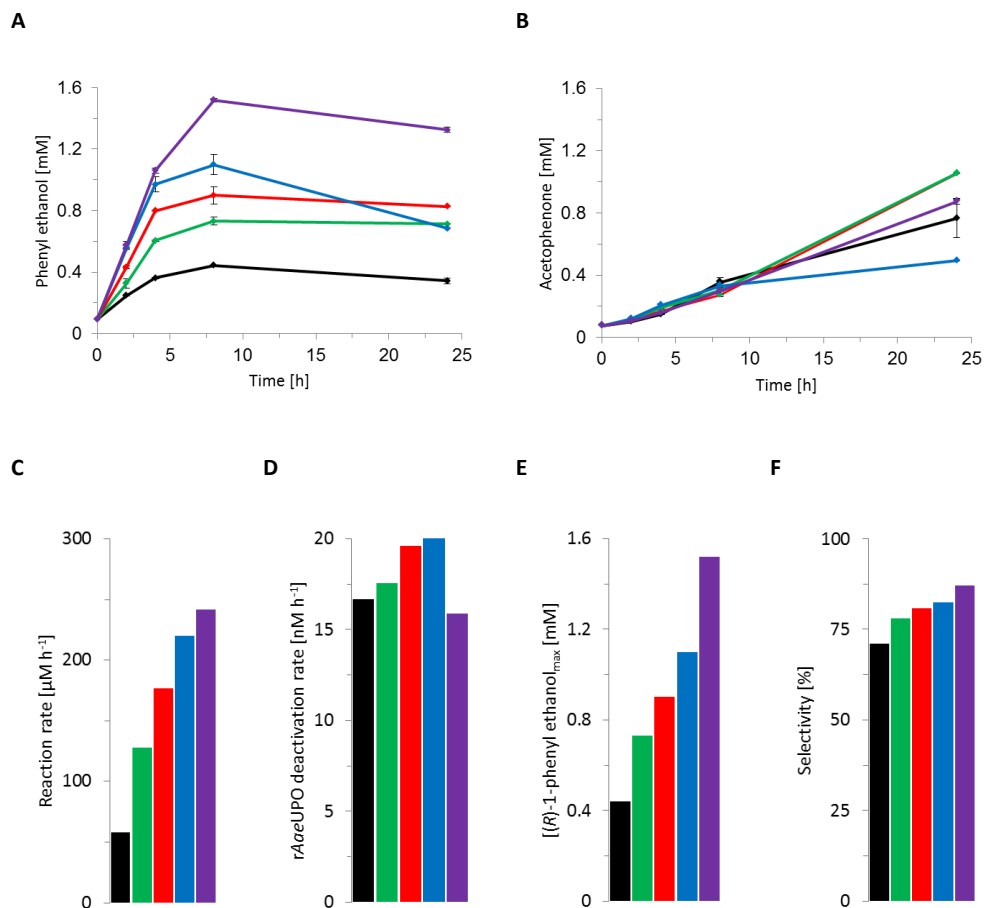 A
B
1.6
1.2
0.8
0.4
0
Phenyl ethanol [mM]
0 5 10 15 20 25
Time [h]
1.6
1.2
0.8
0.4
0
Acetophenone [mM]
0 5 10 15 20 25
Time [h]
C
D
E
F
300
200
100
0
Reaction rate [µM h⁻¹]
20
15
10
5
0
rAaeUPO deactivation rate [nM h⁻¹]
1.6
1.2
0.8
0.4
0
[(R)-1-phenyl ethanol]max [mM]
100
75
50
25
0
Selectivity [%]